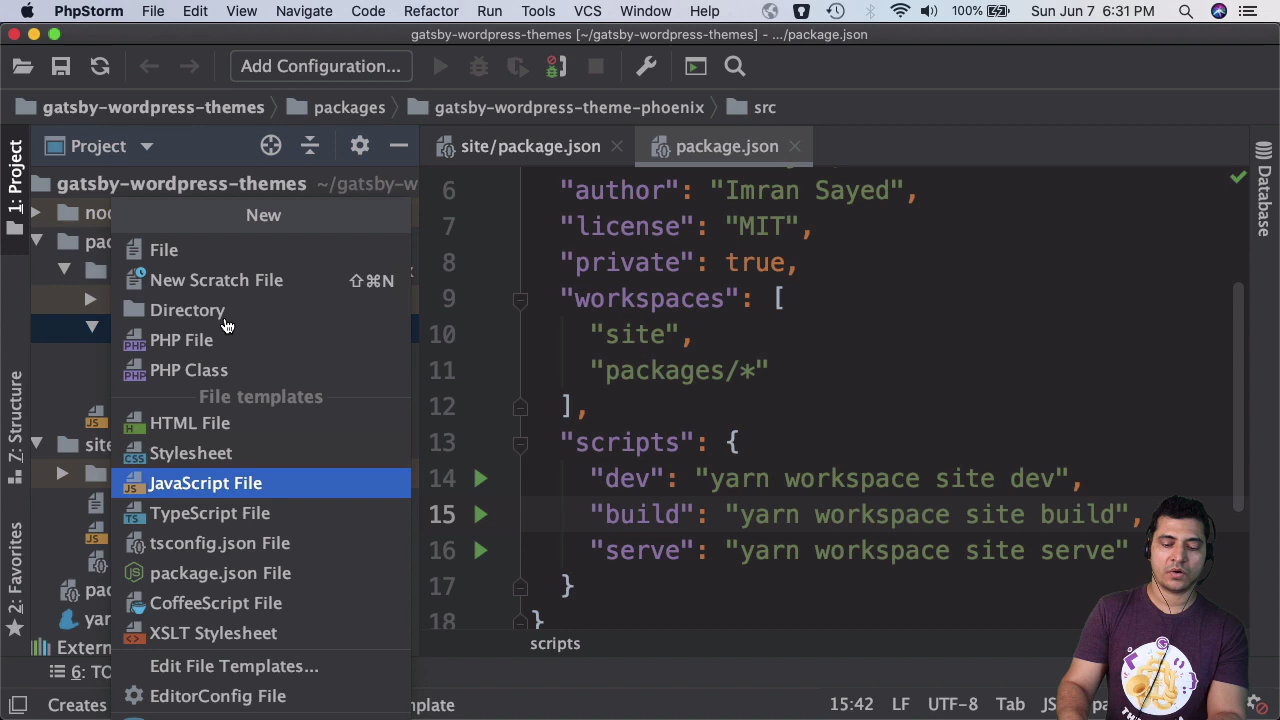 PhpStorm File Edit View Navigate Code Refactor Run Tools VCS Window Help 100% Sun Jun 7 6:31 PM
gatsby-wordpress-themes [~/gatsby-wordpress-themes] - .../package.json
Add Configuration...
gatsby-wordpress-themes packages gatsby-wordpress-theme-phoenix src
1: Project
Z: Structure
2: Favorites
Project
site/package.json package.json
Database
gatsby-wordpress-themes ~/gatsby-w
New
File
New Scratch File ⇧⌘N
Directory
PHP File
PHP Class
File templates
HTML File
Stylesheet
JavaScript File
TypeScript File
tsconfig.json File
package.json File
CoffeeScript File
XSLT Stylesheet
Edit File Templates...
EditorConfig File
6 "author": "Imran Sayed",
7 "license": "MIT",
8 "private": true,
9 "workspaces": [
10 "site",
11 "packages/*"
12 ],
13 "scripts": {
14 "dev": "yarn workspace site dev",
15 "build": "yarn workspace site build",
16 "serve": "yarn workspace site serve"
17 }
18 }
scripts
6: TO
Creates
mplate
15:42 LF UTF-8 Tab JS